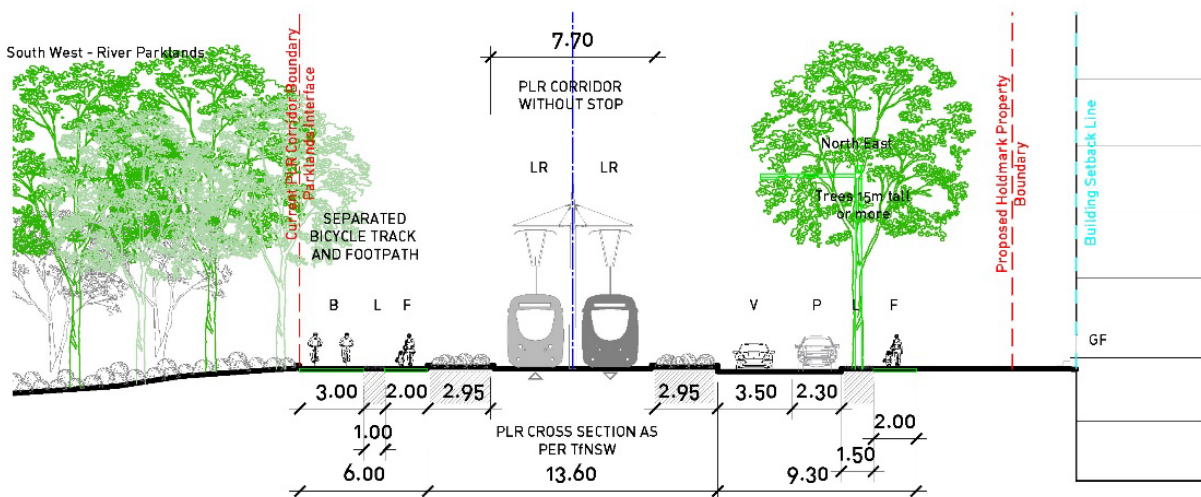 7.70
South West - River Parklands
PLR CORRIDOR
WITHOUT STOP
Current PLR Corridor Boundary
Parklands Interface
North East
Trees 15m tall
or more
Proposed Holdmark Property
Boundary
Building Setback Line
LR
LR
SEPARATED
BICYCLE TRACK
AND FOOTPATH
B
L
F
V
P
L
F
GF
3.00
2.00
2.95
2.95
3.50
2.30
2.00
1.00
PLR CROSS SECTION AS
PER TfNSW
1.50
6.00
13.60
9.30